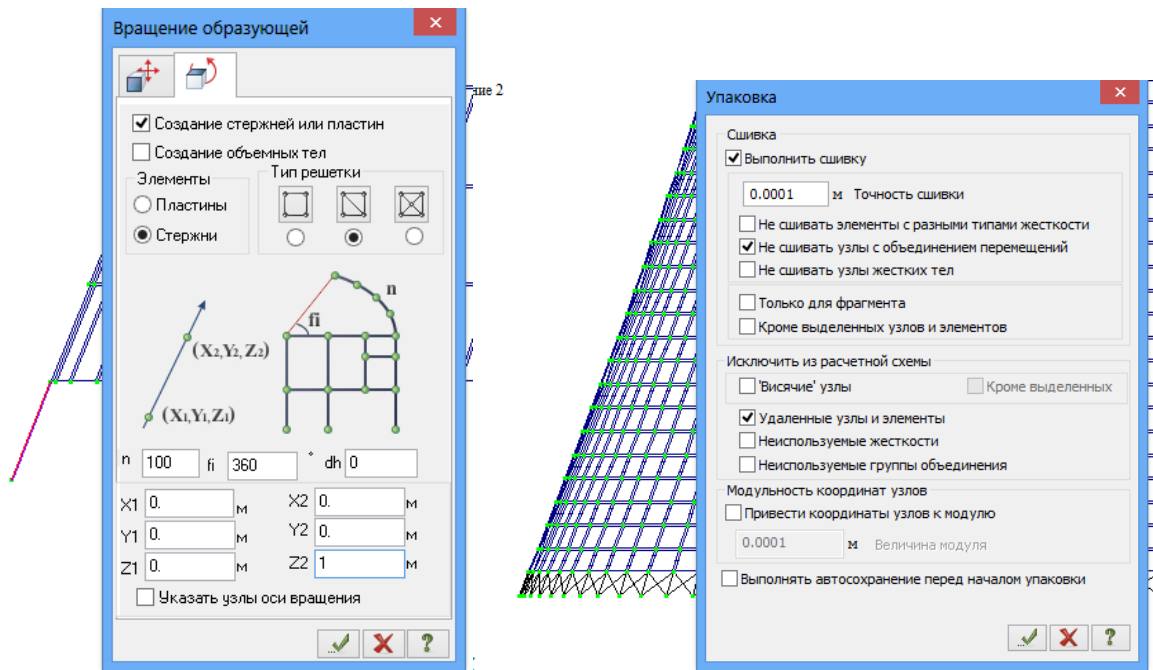 Вращение образующей
Создание стержней или пластин
Создание объемных тел
Элементы
Тип решетки
Пластины
Стержни
n
fi
(X2,Y2,Z2)
(X1,Y1,Z1)
n 100 fi 360 ° dh 0
X1 0. м X2 0. м
Y1 0. м Y2 0. м
Z1 0. м Z2 1 м
Указать узлы оси вращения
?
ие 2
Упаковка
Сшивка
Выполнить сшивку
0.0001 м Точность сшивки
Не сшивать элементы с разными типами жесткости
Не сшивать узлы с объединением перемещений
Не сшивать узлы жестких тел
Только для фрагмента
Кроме выделенных узлов и элементов
Исключить из расчетной схемы
'Висячие' узлы Кроме выделенных
Удаленные узлы и элементы
Неиспользуемые жесткости
Неиспользуемые группы объединения
Модульность координат узлов
Привести координаты узлов к модулю
0.0001 м Величина модуля
Выполнять автосохранение перед началом упаковки
?